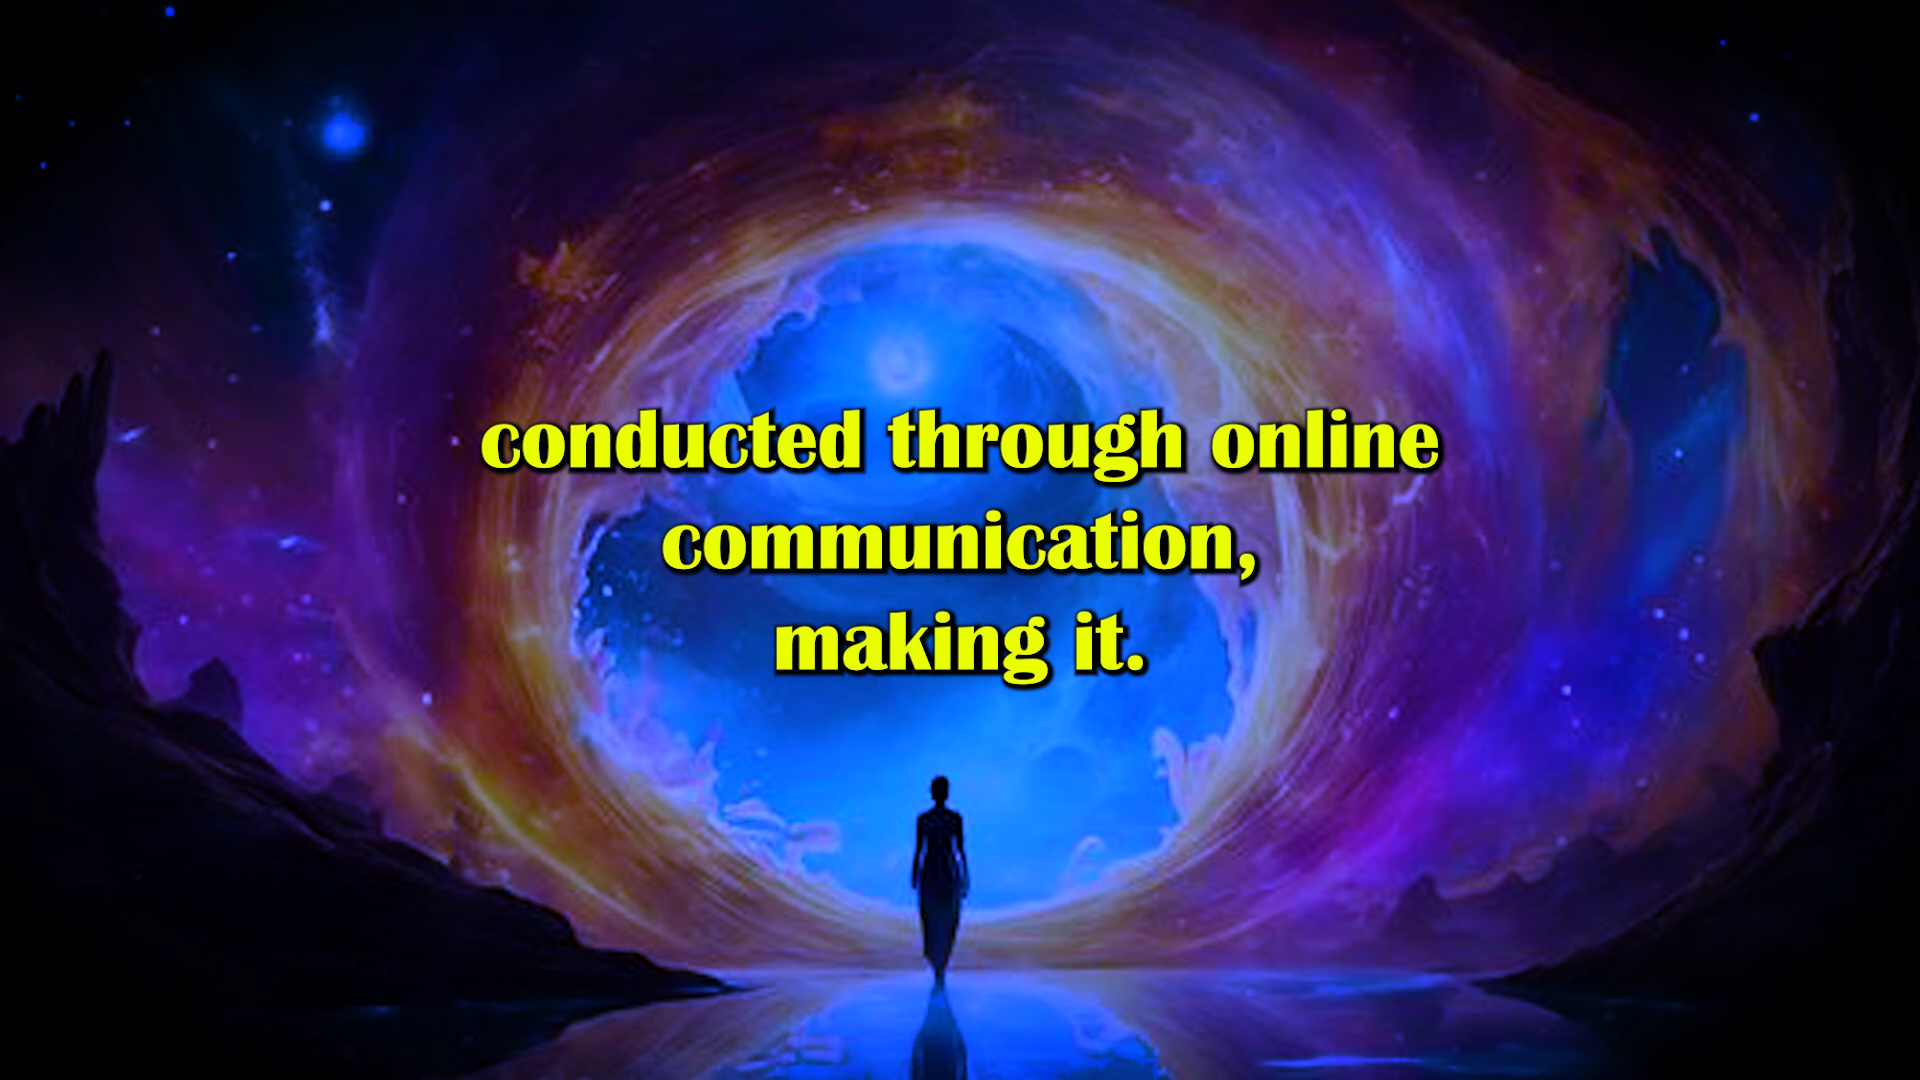 conducted through online
communication,
making it.